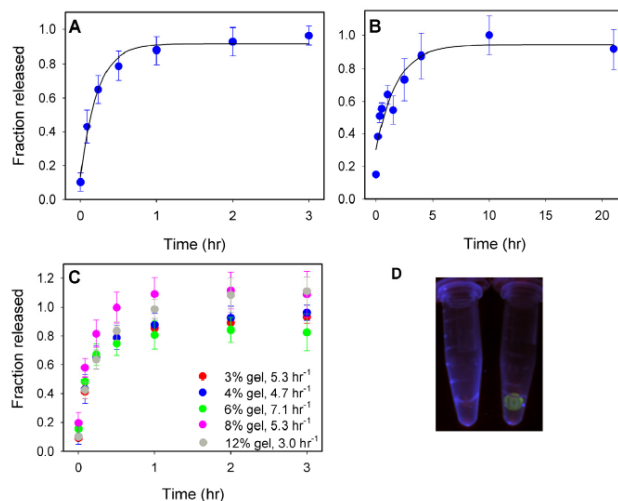 A
Fraction released
1.0
0.8
0.6
0.4
0.2
0.0
0 1 2 3
Time (hr)
B
1.0
0.8
0.6
0.4
0.2
0.0
0 5 10 15 20
Time (hr)
C
Fraction released
1.2
1.0
0.8
0.6
0.4
0.2
0.0
3% gel, 5.3 hr⁻¹
4% gel, 4.7 hr⁻¹
6% gel, 7.1 hr⁻¹
8% gel, 5.3 hr⁻¹
12% gel, 3.0 hr⁻¹
0 1 2 3
Time (hr)
D